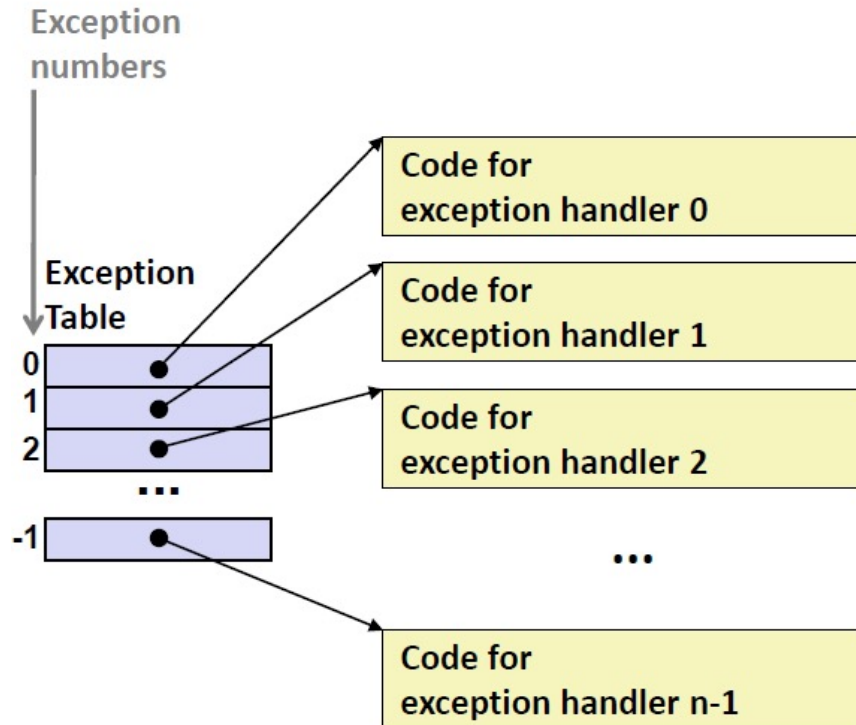 Exception
numbers
Exception
Table
0
1
2
...
-1
Code for
exception handler 0
Code for
exception handler 1
Code for
exception handler 2
...
Code for
exception handler n-1